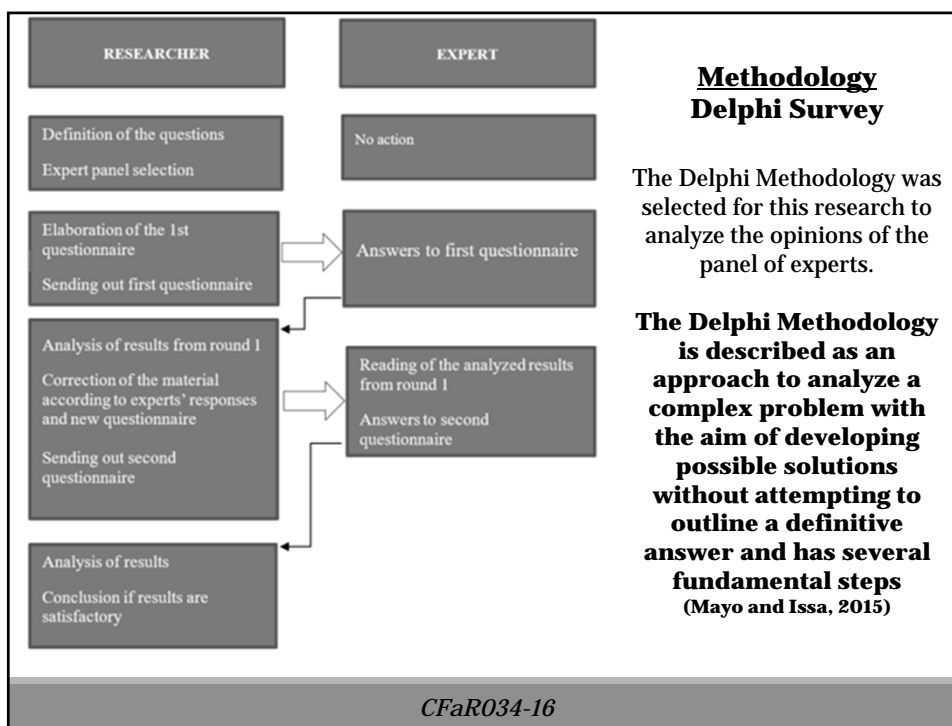 RESEARCHER
EXPERT
Definition of the questions
Expert panel selection
No action
Elaboration of the 1st
questionnaire
Sending out first questionnaire
Answers to first questionnaire
Analysis of results from round 1
Correction of the material
according to experts' responses
and new questionnaire
Sending out second
questionnaire
Reading of the analyzed results
from round 1
Answers to second
questionnaire
Analysis of results
Conclusion if results are
satisfactory
Methodology
Delphi Survey
The Delphi Methodology was
selected for this research to
analyze the opinions of the
panel of experts.
The Delphi Methodology
is described as an
approach to analyze a
complex problem with
the aim of developing
possible solutions
without attempting to
outline a definitive
answer and has several
fundamental steps
(Mayo and Issa, 2015)
CFaR034-16